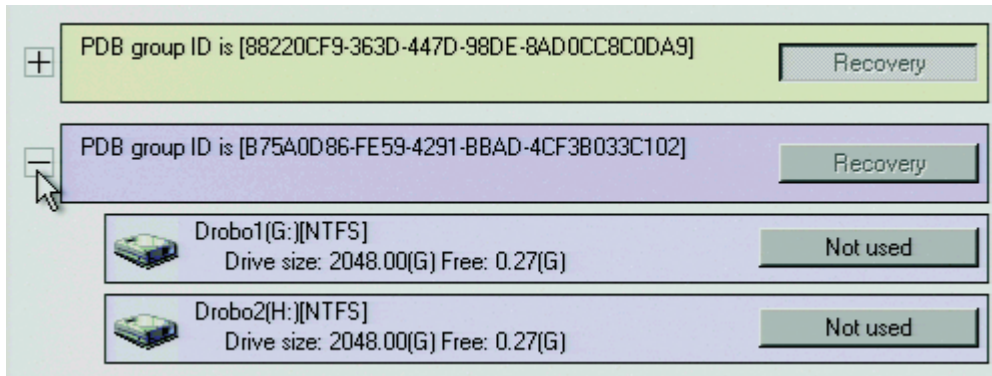 PDB group ID is [88220CF9-363D-447D-98DE-8AD0CC8C0DA9]
Recovery
PDB group ID is [B75A0D86-FE59-4291-BBAD-4CF3B033C102]
Recovery
Drobo1(G:)[NTFS]
Drive size: 2048.00(G) Free: 0.27(G)
Not used
Drobo2(H:)[NTFS]
Drive size: 2048.00(G) Free: 0.27(G)
Not used